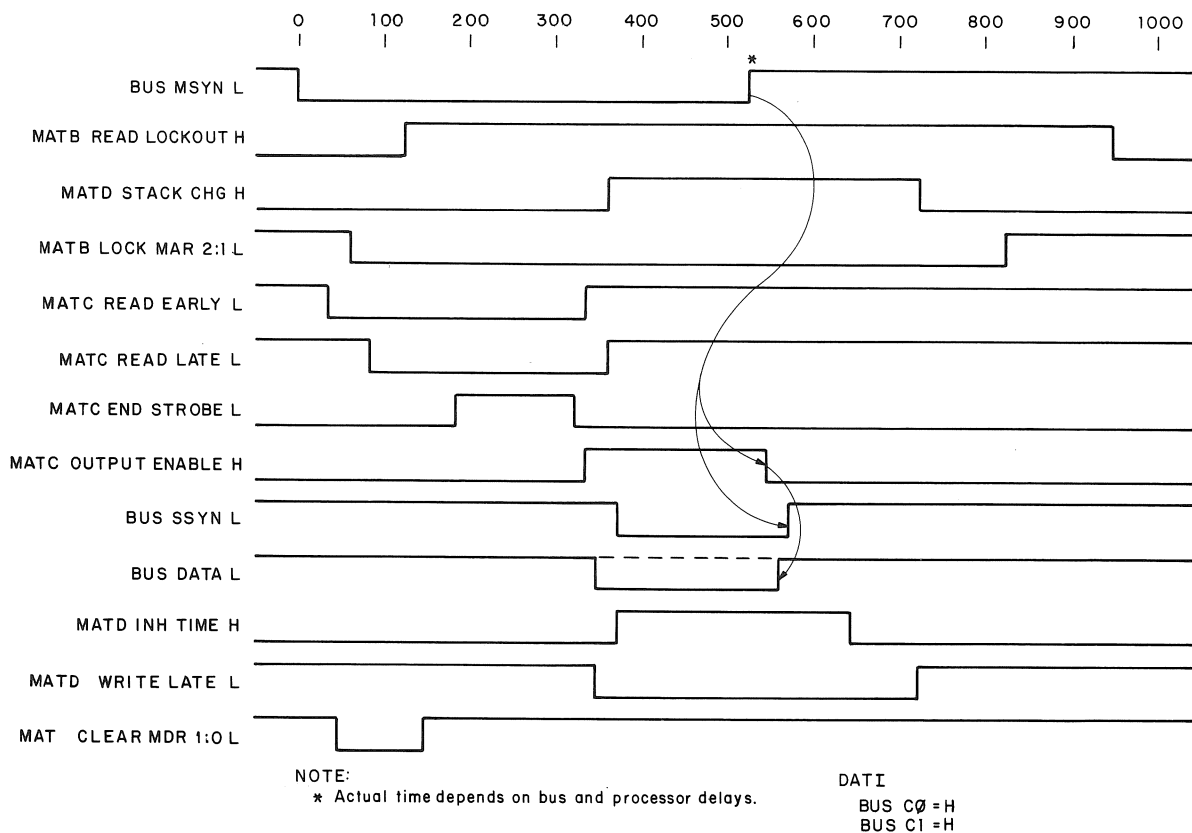 0 100 200 300 400 500 600 700 800 900 1000
*
BUS MSYN L
MATB READ LOCKOUT H
MATD STACK CHG H
MATB LOCK MAR 2:1 L
MATC READ EARLY L
MATC READ LATE L
MATC END STROBE L
MATC OUTPUT ENABLE H
BUS SSYN L
BUS DATA L
MATD INH TIME H
MATD WRITE LATE L
MAT CLEAR MDR 1:0 L
NOTE:
* Actual time depends on bus and processor delays.
DATI
BUS CØ = H
BUS C1 = H